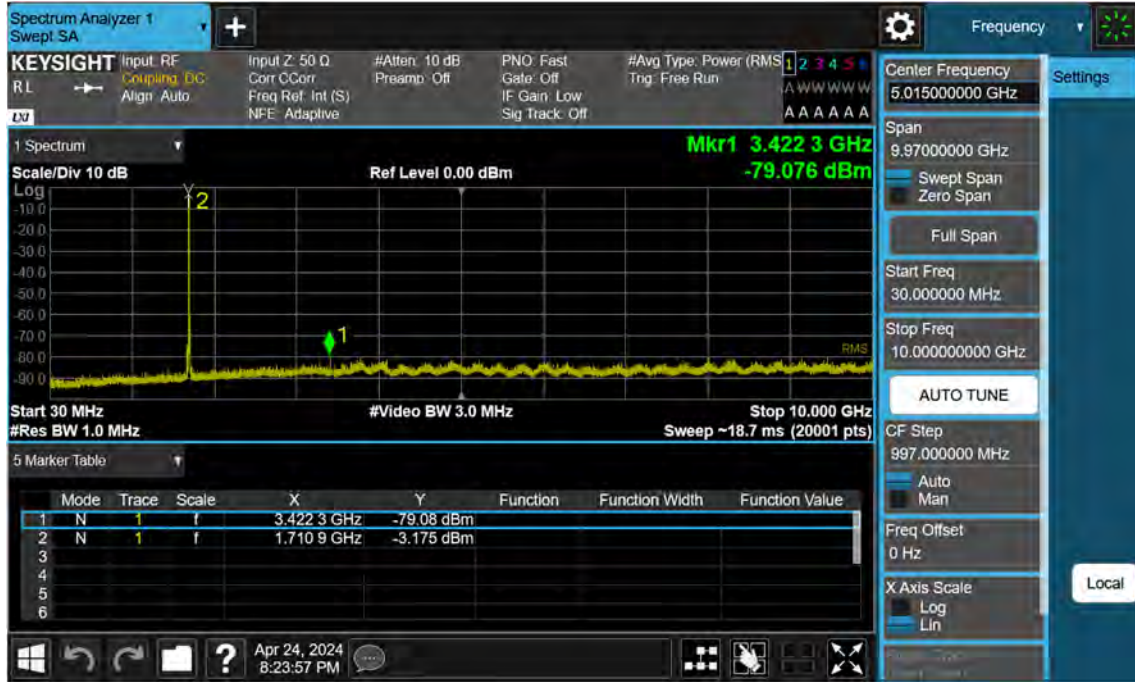 Spectrum Analyzer 1
Swept SA
+
Frequency
KEYSIGHT
RL
LXI
Input: RF
Coupling: DC
Align: Auto
Input Z: 50 Ω
Corr CCorr
Freq Ref: Int (S)
NFE: Adaptive
#Atten: 10 dB
Preamp: Off
PNO: Fast
Gate: Off
IF Gain: Low
Sig Track: Off
#Avg Type: Power (RMS
Trig: Free Run
1 2 3 4 5 6
A W W W W W
A A A A A A
1 Spectrum
Mkr1 3.422 3 GHz
Scale/Div 10 dB
Ref Level 0.00 dBm
-79.076 dBm
Log
2
-10.0
-20.0
-30.0
-40.0
-50.0
-60.0
-70.0
1
RMS
-80.0
-90.0
Start 30 MHz
#Video BW 3.0 MHz
Stop 10.000 GHz
#Res BW 1.0 MHz
Sweep ~18.7 ms (20001 pts)
5 Marker Table
Mode Trace Scale X Y Function Function Width Function Value
1 N 1 f 3.422 3 GHz -79.08 dBm
2 N 1 f 1.710 9 GHz -3.175 dBm
3
4
5
6
?
Apr 24, 2024
8:23:57 PM
Center Frequency
5.015000000 GHz
Span
9.97000000 GHz
Swept Span
Zero Span
Full Span
Start Freq
30.000000 MHz
Stop Freq
10.000000000 GHz
AUTO TUNE
CF Step
997.000000 MHz
Auto
Man
Freq Offset
0 Hz
X Axis Scale
Log
Lin
Settings
Local